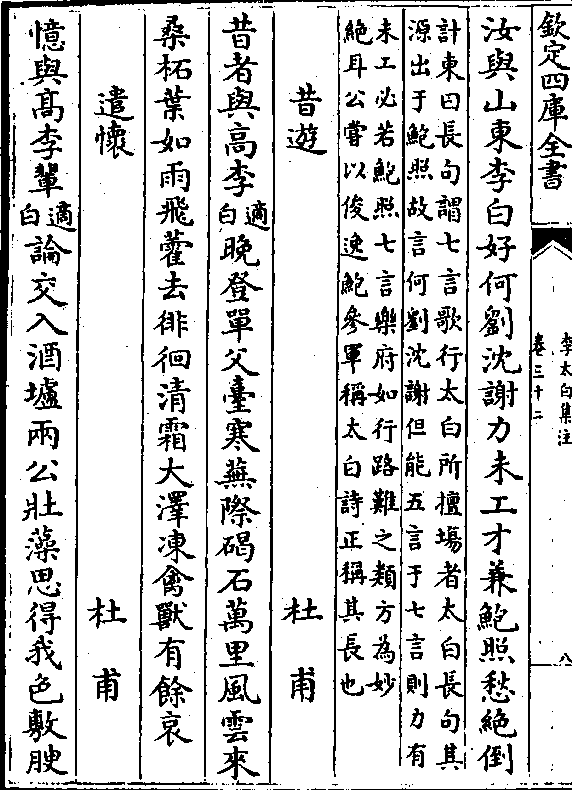 欽定四庫全書
李太白集注
卷三十二
八
汝與山東李白好何劉沈謝力未工才兼鮑照愁絶倒
計東曰長句謂七言歌行太白所擅場者太白長句其
源出于鮑照故言何劉沈謝但能五言于七言則力有
未工必若鮑照七言樂府如行路難之類方為妙
絶耳公嘗以俊逸鮑參軍稱太白詩正稱其長也
昔遊 杜甫
昔者與高李適白晚登單父臺寒蕪際碣石萬里風雲來
桑柘葉如雨飛藿去徘徊清霜大澤凍禽獸有餘哀
遣懷 杜甫
憶與高李輩適白論交入酒壚兩公壯藻思得我色敷腴